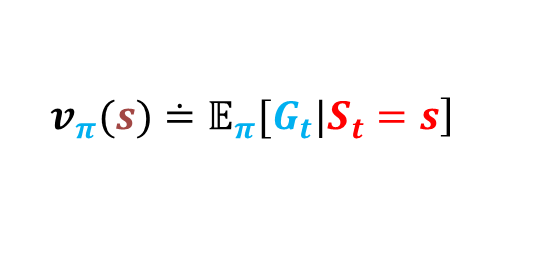 v_π(s) ≐ 𝔼_π[G_t|S_t = s]